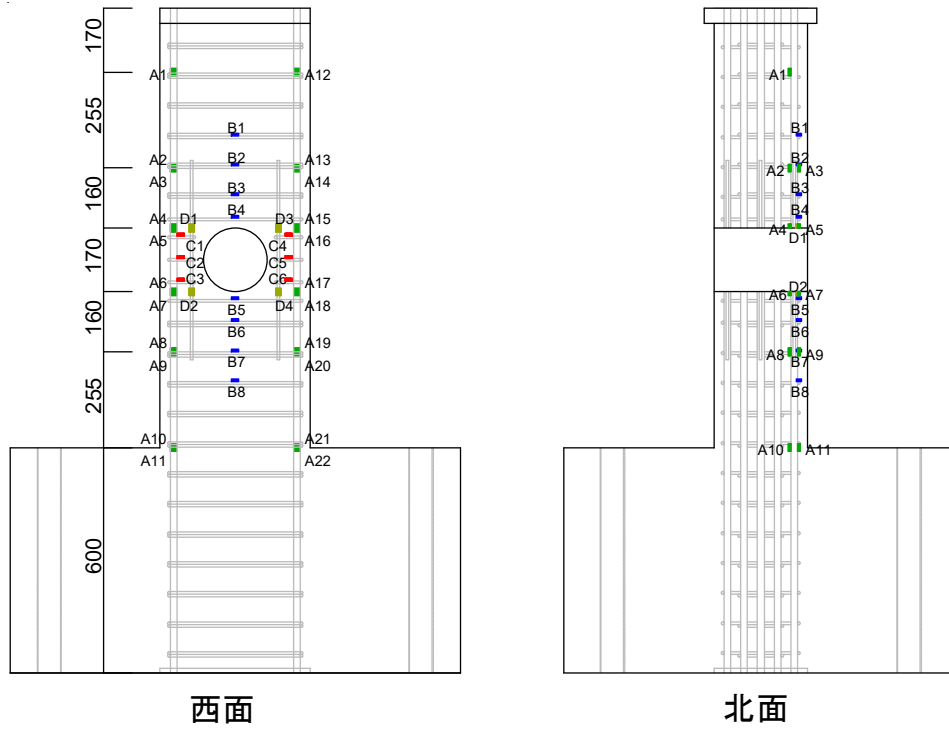 170
255
160
170
160
255
600
A1 A12
B1
A2 B2 A13
A3 A14
B3
A4 D1 B4 D3 A15
A5 C1 C4 A16
C2 C5
A6 C3 C6 A17
A7 D2 D4 A18
B5
B6
A8 A19
A9 B7 A20
B8
A10 A21
A11 A22
西面
A1
B1
B2
A2 A3
B3
B4
A4 A5
D1
D2
A6 A7
B5
B6
A8 A9
B7
B8
A10 A11
北面